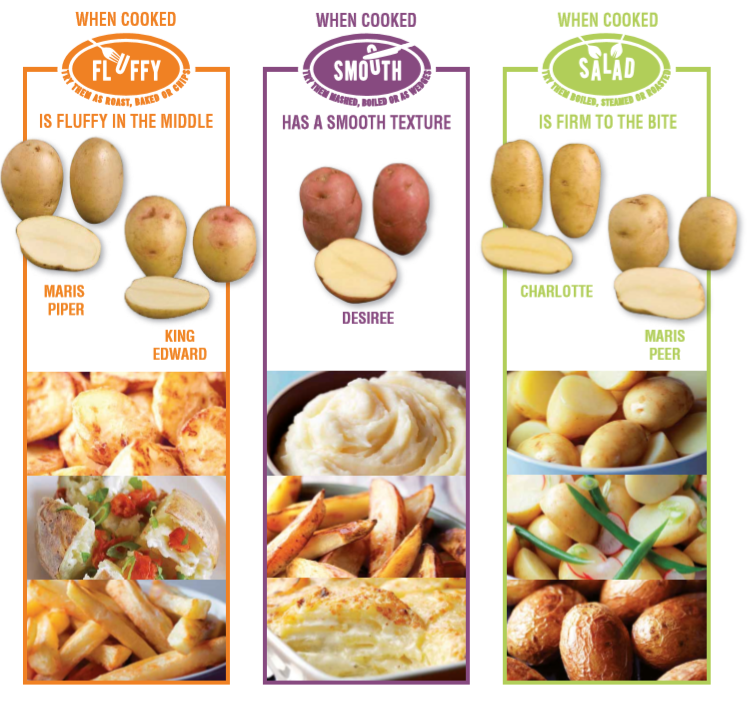 WHEN COOKED
FLUFFY
TRY THEM AS ROAST, BAKED OR CHIPS
IS FLUFFY IN THE MIDDLE
MARIS
PIPER
KING
EDWARD
WHEN COOKED
SMOOTH
TRY THEM MASHED, BOILED OR AS WEDGES
HAS A SMOOTH TEXTURE
DESIREE
WHEN COOKED
SALAD
TRY THEM BOILED, STEAMED OR ROASTED
IS FIRM TO THE BITE
CHARLOTTE
MARIS
PEER